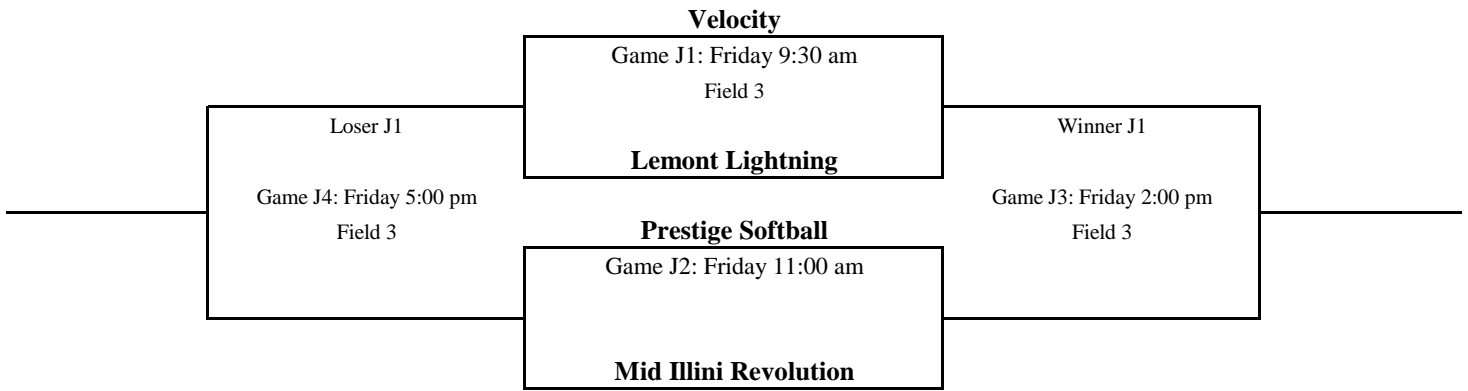 Velocity
Game J1: Friday 9:30 am
Field 3
Loser J1
Winner J1
Lemont Lightning
Game J4: Friday 5:00 pm
Game J3: Friday 2:00 pm
Field 3
Prestige Softball
Field 3
Game J2: Friday 11:00 am
Mid Illini Revolution